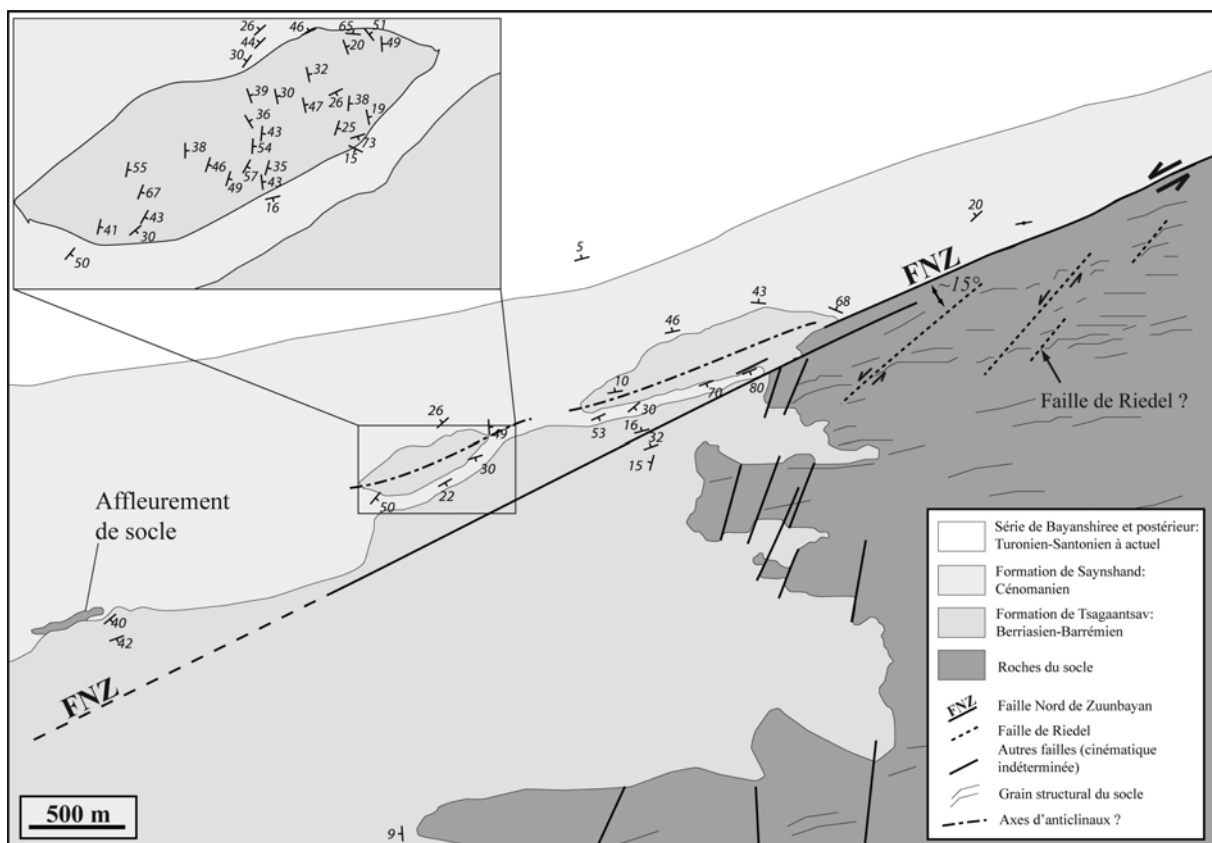 26
46
65
51
44
20
49
30
32
39
30
47
26
38
19
36
43
25
73
38
54
15
55
46
57
35
67
49
43
16
43
41
30
50
5
20
FNZ
~15°
43
68
46
10
70
80
Faille de Riedel ?
26
49
53
30
16
32
15
30
22
50
Affleurement
de socle
40
42
FNZ
500 m
9
Série de Bayanshiree et postérieur:
Turonien-Santonien à actuel
Formation de Saynshand:
Cénomanien
Formation de Tsagaantsav:
Berriasien-Barrémien
Roches du socle
FNZ
Faille Nord de Zuunbayan
Faille de Riedel
Autres failles (cinématique
indéterminée)
Grain structural du socle
Axes d'anticlinaux ?